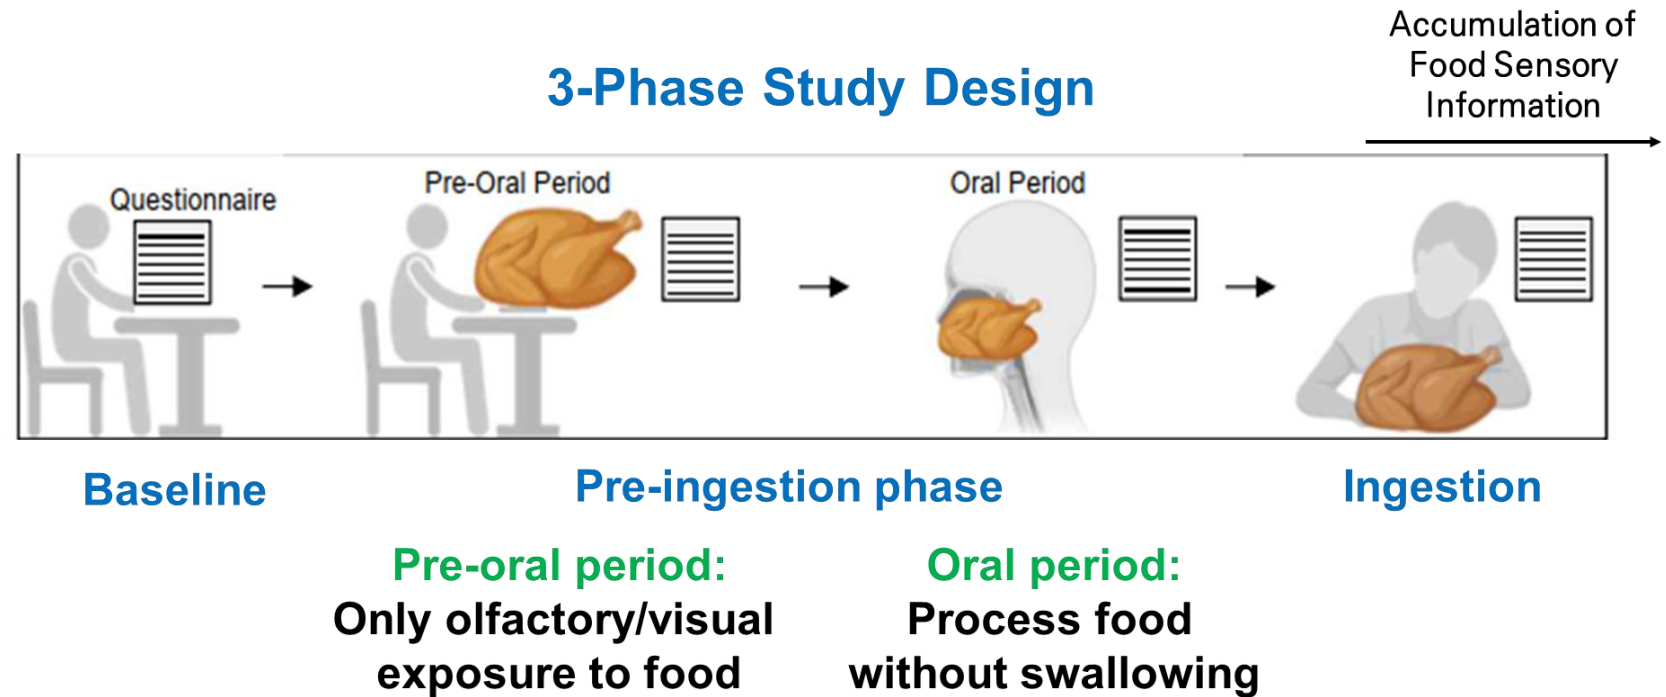 Accumulation of
Food Sensory
Information
3-Phase Study Design
Questionnaire
Pre-Oral Period
Oral Period
Baseline
Pre-ingestion phase
Ingestion
Pre-oral period:
Only olfactory/visual
exposure to food
Oral period:
Process food
without swallowing